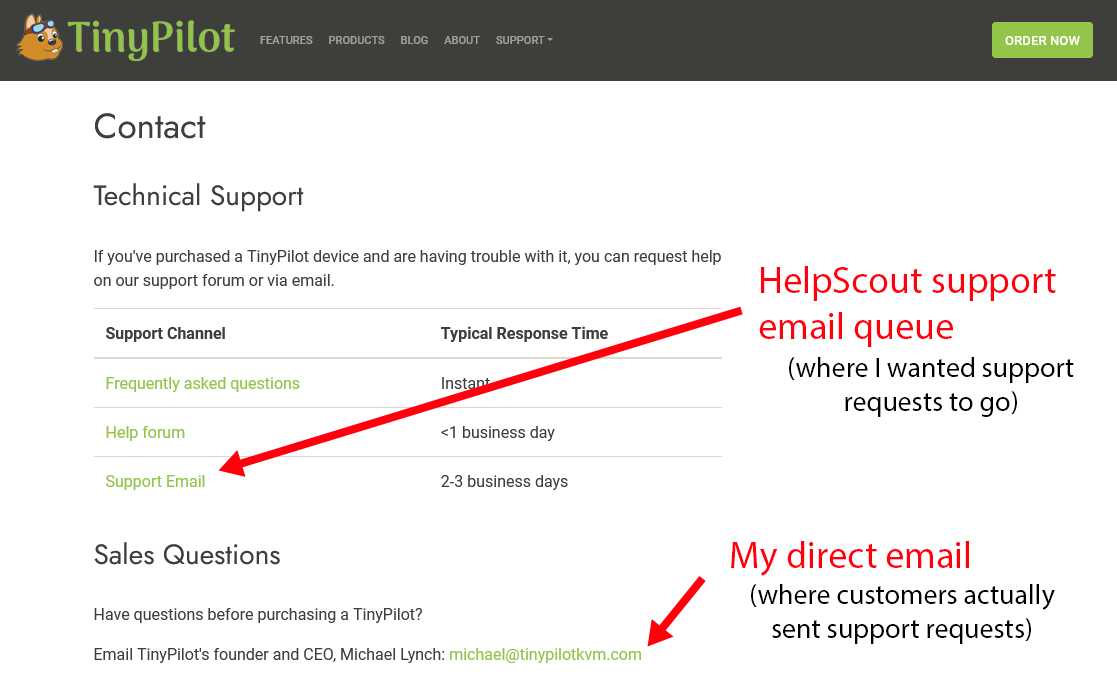 TinyPilot FEATURES PRODUCTS BLOG ABOUT SUPPORT ORDER NOW
Contact
Technical Support
If you've purchased a TinyPilot device and are having trouble with it, you can request help
on our support forum or via email.
Support Channel Typical Response Time
Frequently asked questions Instant
Help forum <1 business day
Support Email 2-3 business days
HelpScout support
email queue
(where I wanted support
requests to go)
Sales Questions
Have questions before purchasing a TinyPilot?
Email TinyPilot's founder and CEO, Michael Lynch: michael@tinypilotkvm.com
My direct email
(where customers actually
sent support requests)